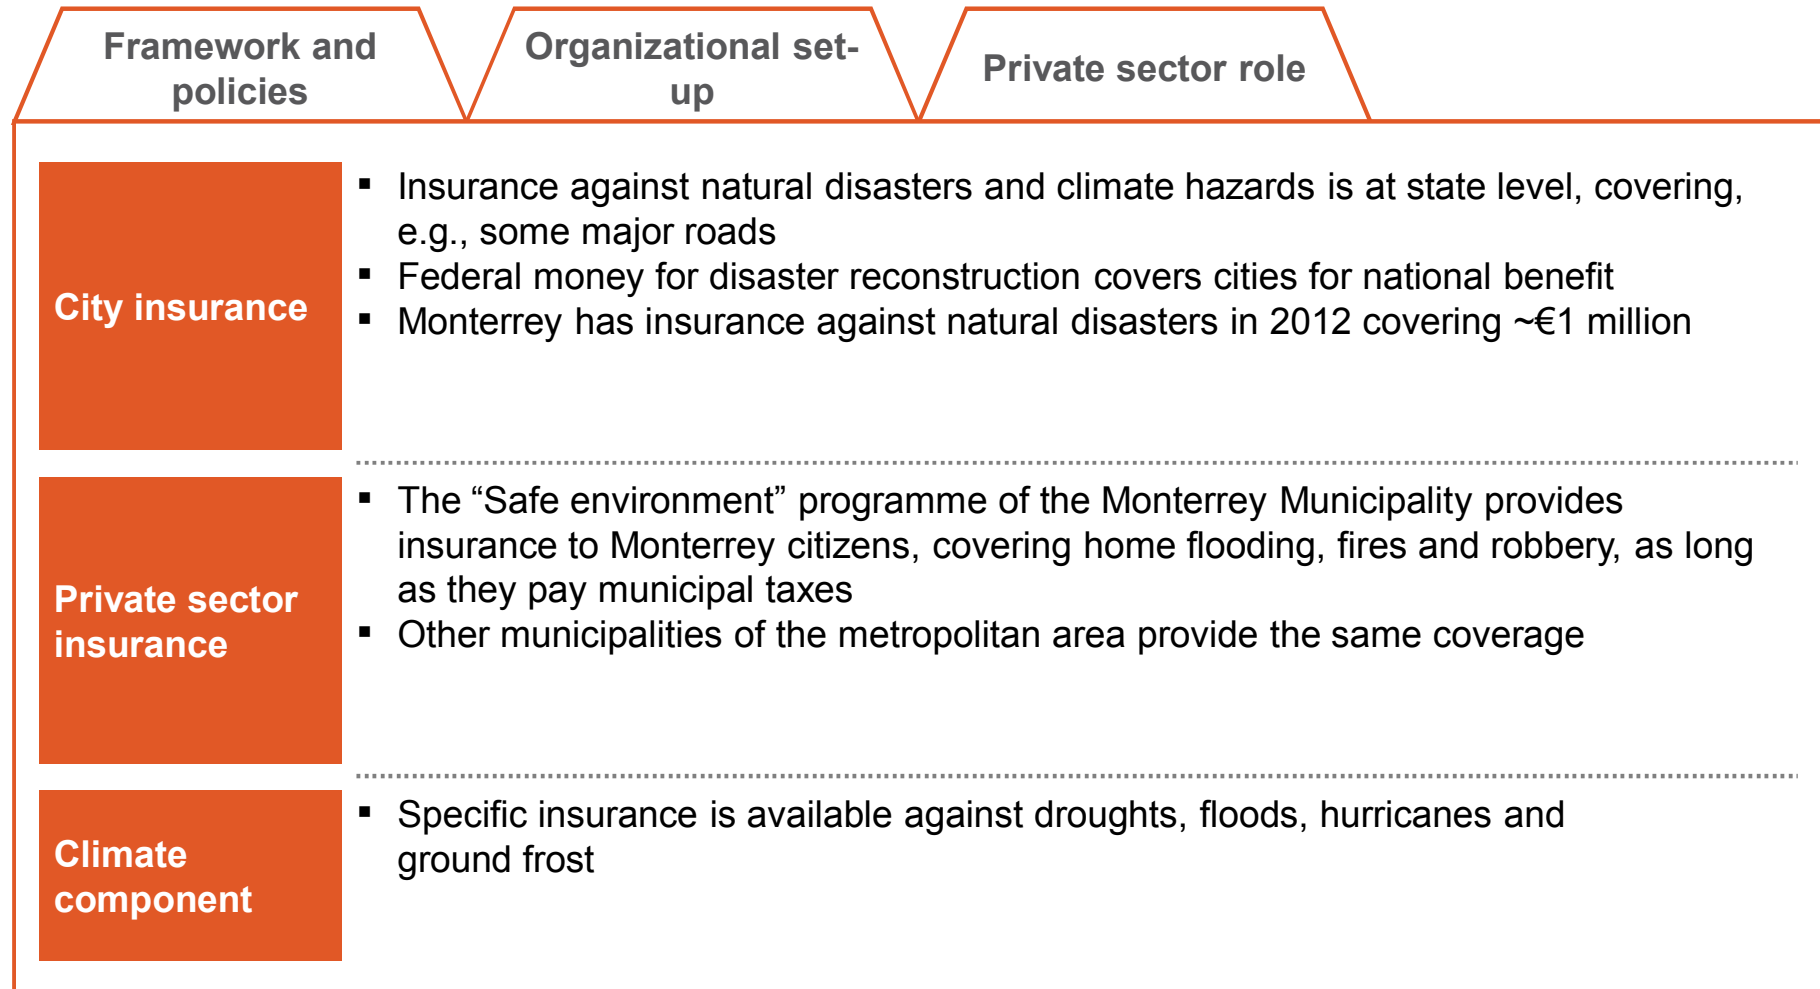 Framework and
policies
Organizational set-
up
Private sector role
City insurance
▪ Insurance against natural disasters and climate hazards is at state level, covering,
e.g., some major roads
▪ Federal money for disaster reconstruction covers cities for national benefit
▪ Monterrey has insurance against natural disasters in 2012 covering ~€1 million
Private sector
insurance
▪ The “Safe environment” programme of the Monterrey Municipality provides
insurance to Monterrey citizens, covering home flooding, fires and robbery, as long
as they pay municipal taxes
▪ Other municipalities of the metropolitan area provide the same coverage
Climate
component
▪ Specific insurance is available against droughts, floods, hurricanes and
ground frost